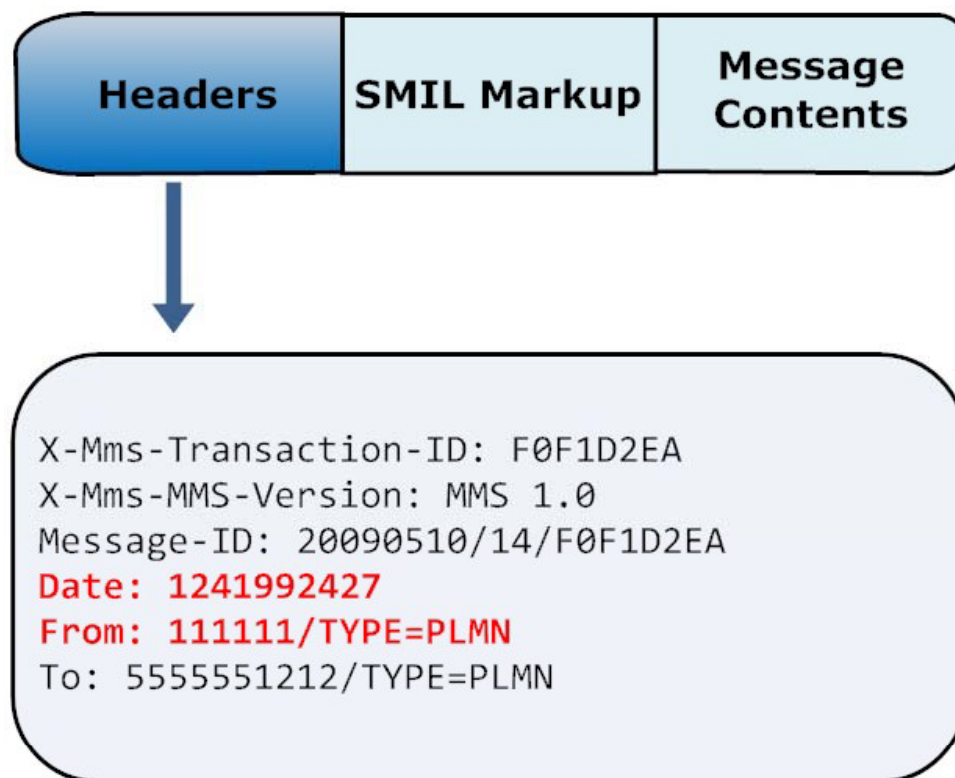 Headers
SMIL Markup
Message
Contents
X-Mms-Transaction-ID: F0F1D2EA
X-Mms-MMS-Version: MMS 1.0
Message-ID: 20090510/14/F0F1D2EA
Date: 1241992427
From: 111111/TYPE=PLMN
To: 5555551212/TYPE=PLMN